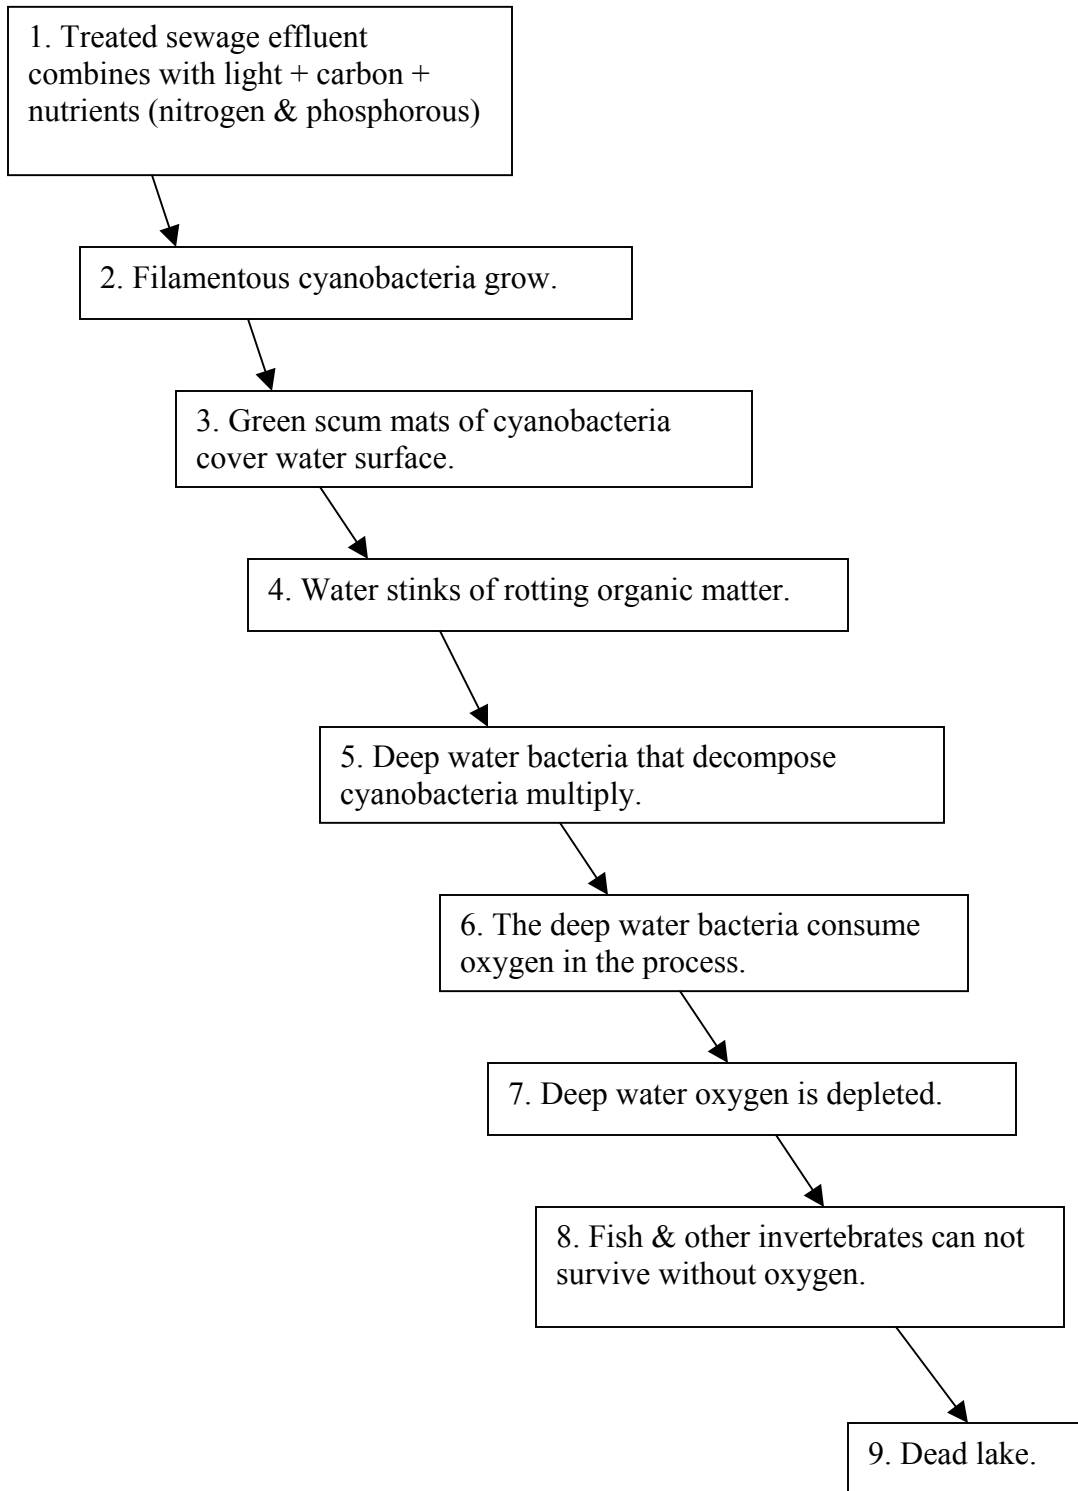 1. Treated sewage effluent
combines with light + carbon +
nutrients (nitrogen & phosphorous)
2. Filamentous cyanobacteria grow.
3. Green scum mats of cyanobacteria
cover water surface.
4. Water stinks of rotting organic matter.
5. Deep water bacteria that decompose
cyanobacteria multiply.
6. The deep water bacteria consume
oxygen in the process.
7. Deep water oxygen is depleted.
8. Fish & other invertebrates can not
survive without oxygen.
9. Dead lake.